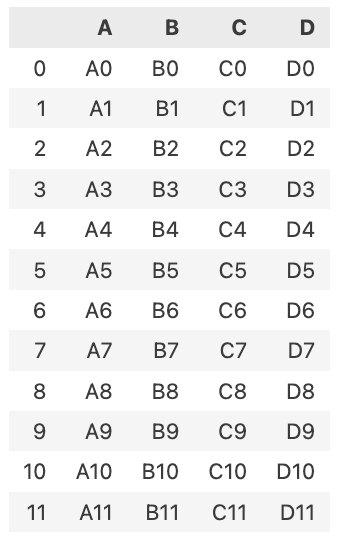 A B C D
0 A0 B0 C0 D0
1 A1 B1 C1 D1
2 A2 B2 C2 D2
3 A3 B3 C3 D3
4 A4 B4 C4 D4
5 A5 B5 C5 D5
6 A6 B6 C6 D6
7 A7 B7 C7 D7
8 A8 B8 C8 D8
9 A9 B9 C9 D9
10 A10 B10 C10 D10
11 A11 B11 C11 D11